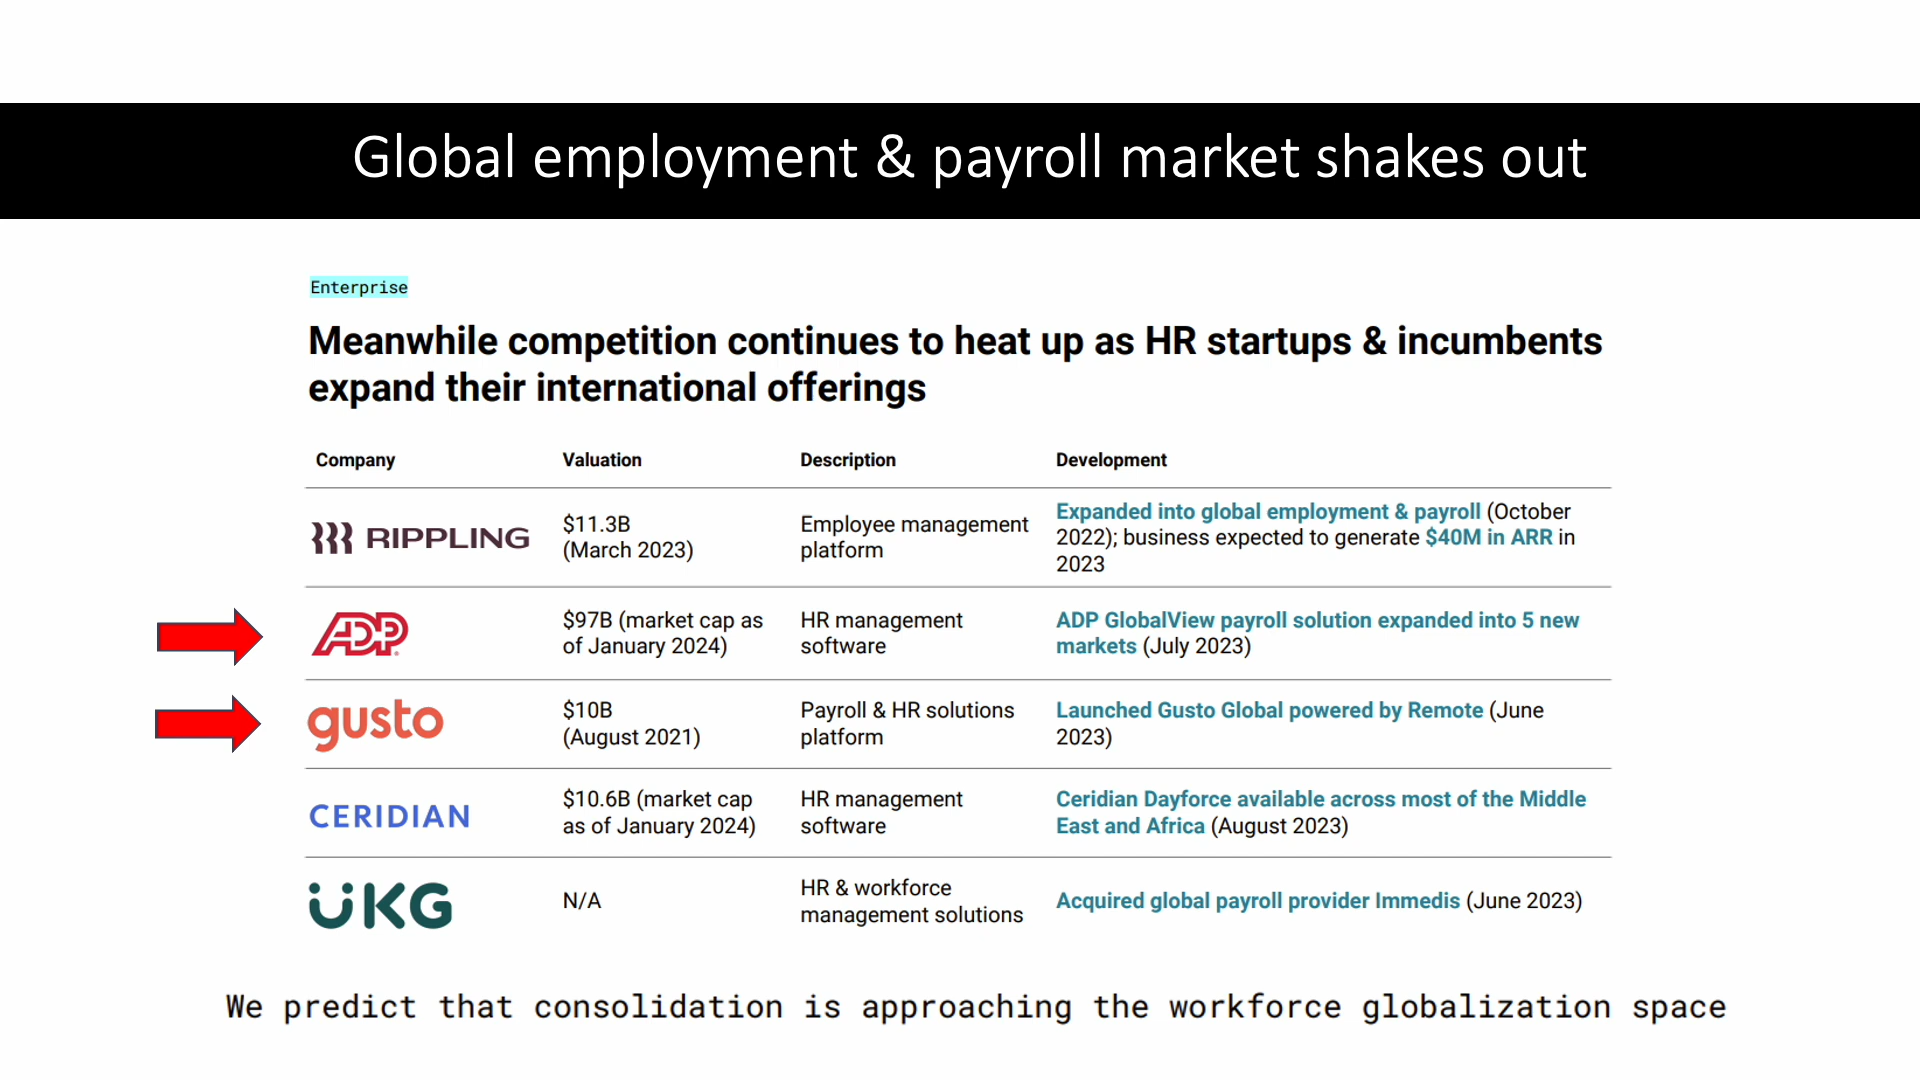 Global employment & payroll market shakes out
Enterprise
Meanwhile competition continues to heat up as HR startups & incumbents
expand their international offerings
Company Valuation Description Development
RIPPLING
$11.3B
(March 2023)
Employee management
platform
Expanded into global employment & payroll (October
2022); business expected to generate $40M in ARR in
2023
ADP
$97B (market cap as
of January 2024)
HR management
software
ADP GlobalView payroll solution expanded into 5 new
markets (July 2023)
gusto
$10B
(August 2021)
Payroll & HR solutions
platform
Launched Gusto Global powered by Remote (June
2023)
CERIDIAN
$10.6B (market cap
as of January 2024)
HR management
software
Ceridian Dayforce available across most of the Middle
East and Africa (August 2023)
UKG
N/A
HR & workforce
management solutions
Acquired global payroll provider Immedis (June 2023)
We predict that consolidation is approaching the workforce globalization space